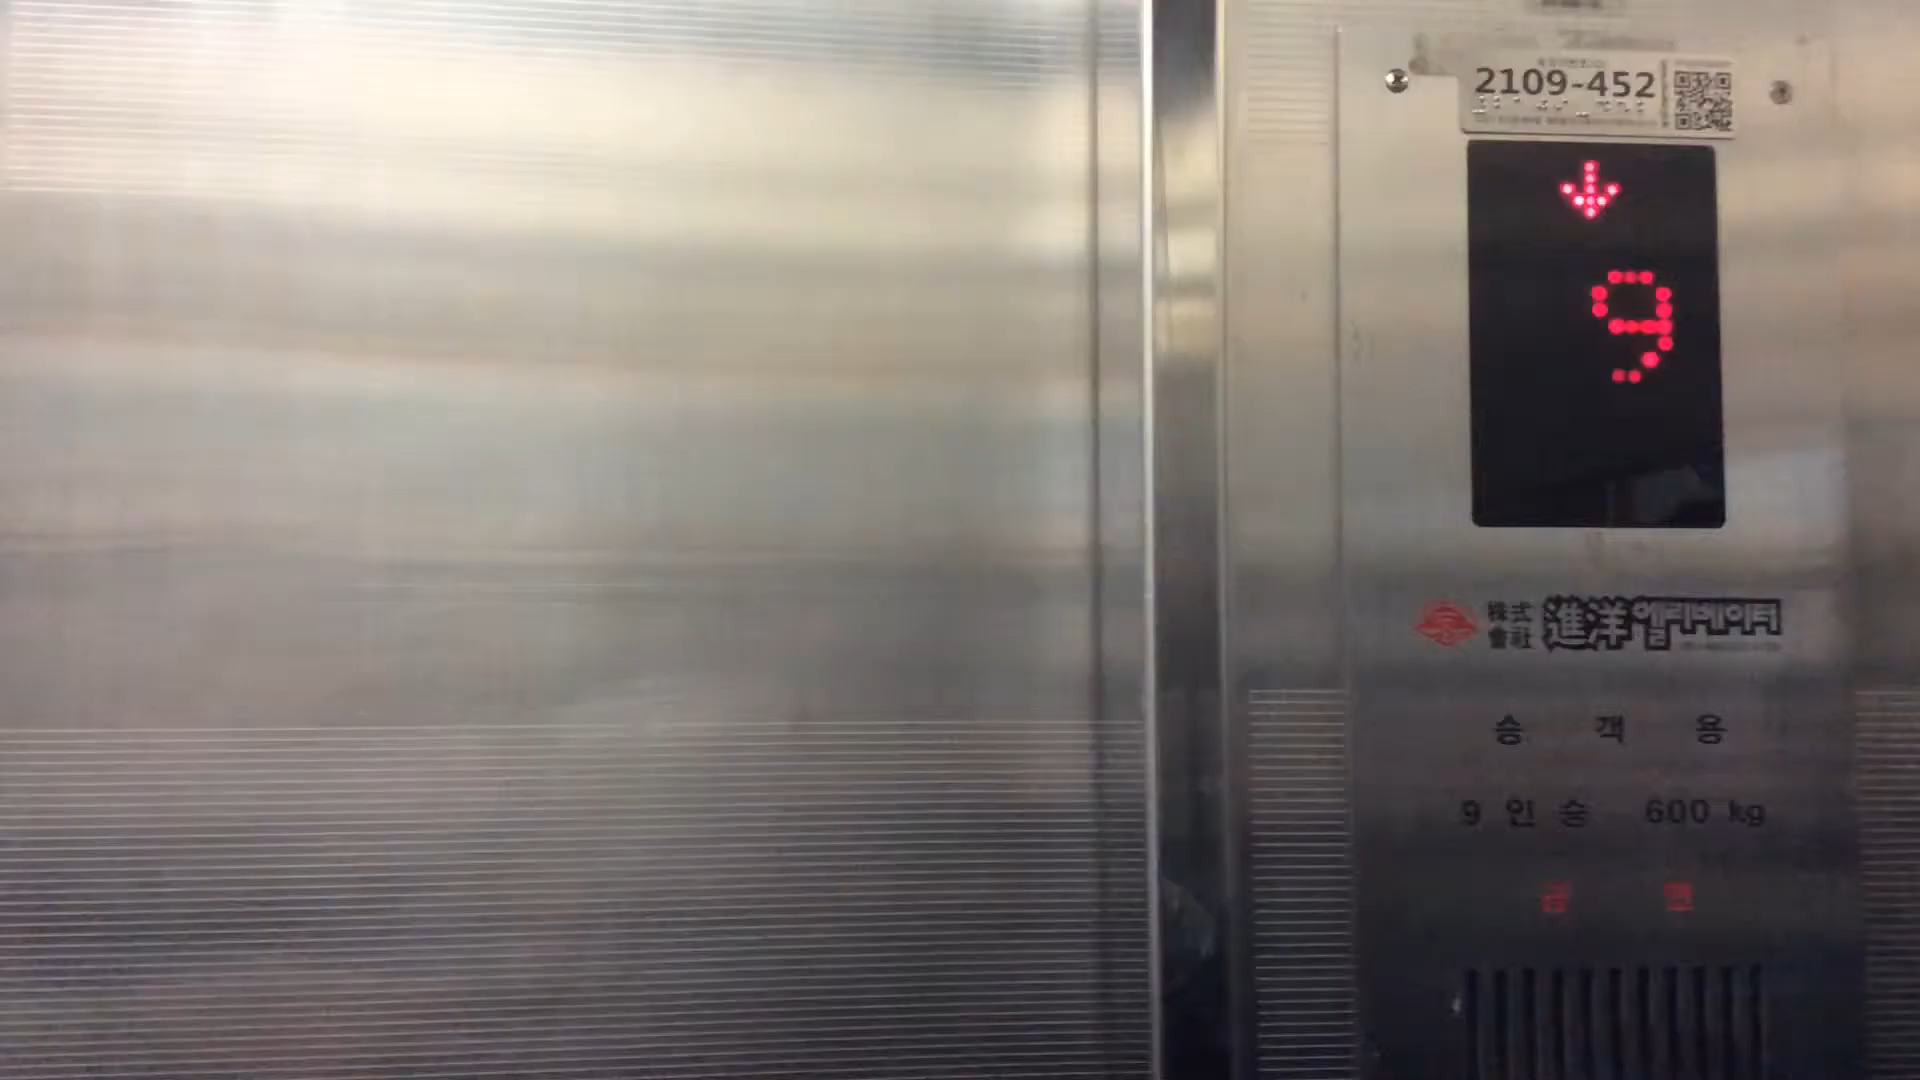 2109-452
9
株式會社 進洋엘리베이터
승 객 용
9 인 승 600 kg
금 연